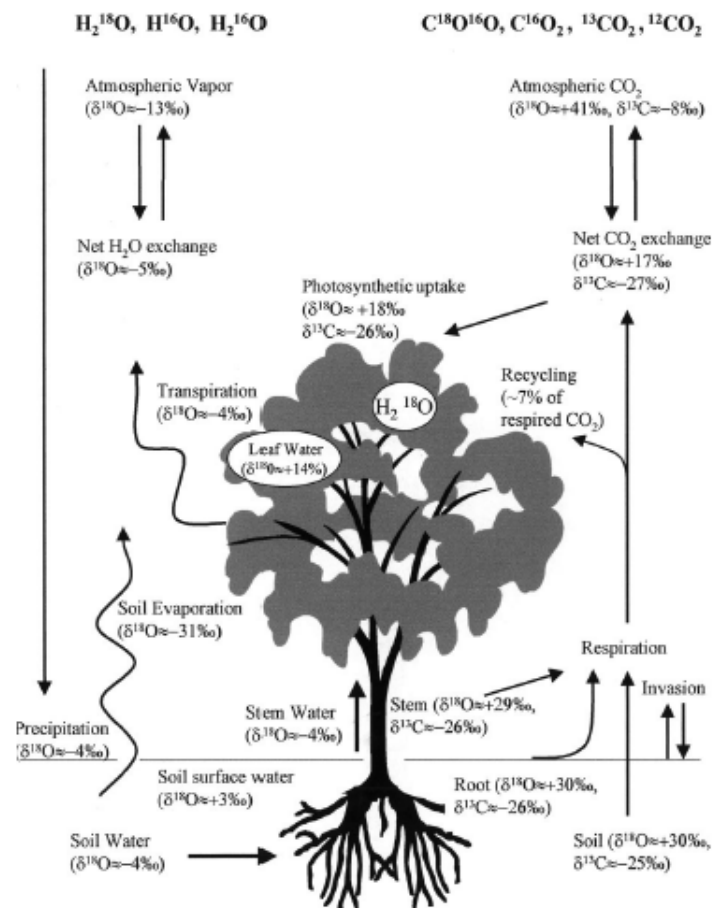 H₂¹⁸O, H¹⁶O, H₂¹⁶O
C¹⁸O¹⁶O, C¹⁶O₂, ¹³CO₂, ¹²CO₂
Atmospheric Vapor
(δ¹⁸O≈−13‰)
Atmospheric CO₂
(δ¹⁸O≈+41‰, δ¹³C≈−8‰)
Net H₂O exchange
(δ¹⁸O≈−5‰)
Net CO₂ exchange
(δ¹⁸O≈+17‰
δ¹³C≈−27‰)
Photosynthetic uptake
(δ¹⁸O≈ +18‰
δ¹³C≈−26‰)
Transpiration
(δ¹⁸O≈−4‰)
H₂ ¹⁸O
Recycling
(~7% of
respired CO₂)
Leaf Water
(δ¹⁸θ≈+14%)
Soil Evaporation
(δ¹⁸O≈−31‰)
Respiration
Invasion
Precipitation
(δ¹⁸O≈−4‰)
Stem Water
(δ¹⁸O≈−4‰)
Stem (δ¹⁸O≈+29‰,
δ¹³C≈−26‰)
Soil surface water
(δ¹⁸O≈+3‰)
Root (δ¹⁸O≈+30‰,
δ¹³C≈−26‰)
Soil Water
(δ¹⁸O≈−4‰)
Soil (δ¹⁸O≈+30‰,
δ¹³C≈−25‰)